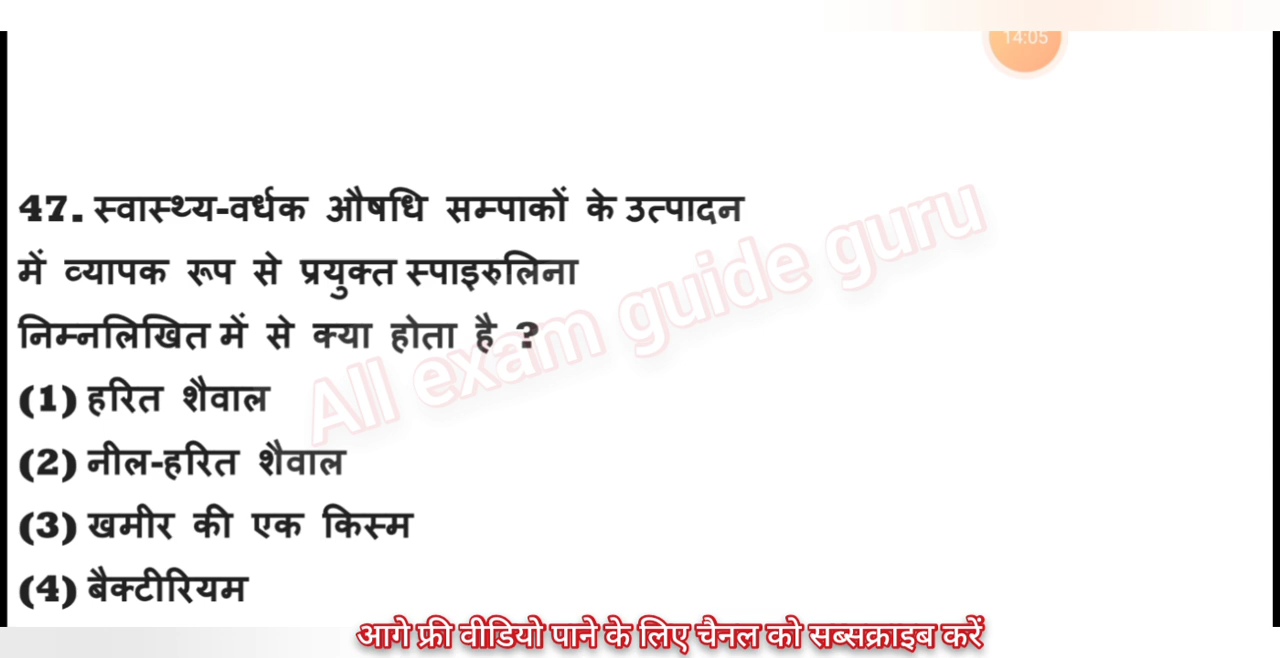 14:05
47. स्वास्थ्य-वर्धक औषधि सम्पाकों के उत्पादन
में व्यापक रूप से प्रयुक्त स्पाइरुलिना
निम्नलिखित में से क्या होता है ?
(1) हरित शैवाल
(2) नील-हरित शैवाल
(3) खमीर की एक किस्म
(4) बैक्टीरियम
All exam guide guru
आगे फ्री वीडियो पाने के लिए चैनल को सब्सक्राइब करें